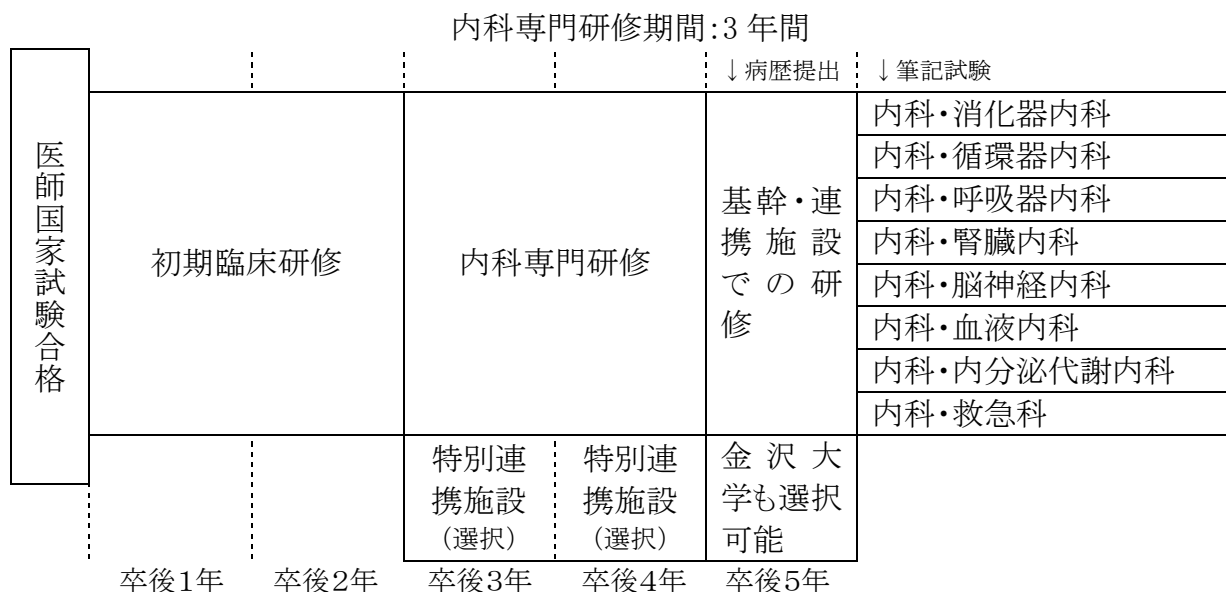 内科専門研修期間:3 年間
↓病歴提出
↓筆記試験
医師国家試験合格
初期臨床研修
内科専門研修
基幹・連
携施設
での研
修
内科・消化器内科
内科・循環器内科
内科・呼吸器内科
内科・腎臓内科
内科・脳神経内科
内科・血液内科
内科・内分泌代謝内科
内科・救急科
特別連
携施設
(選択)
特別連
携施設
(選択)
金沢大
学も選択
可能
卒後1年
卒後2年
卒後3年
卒後4年
卒後5年